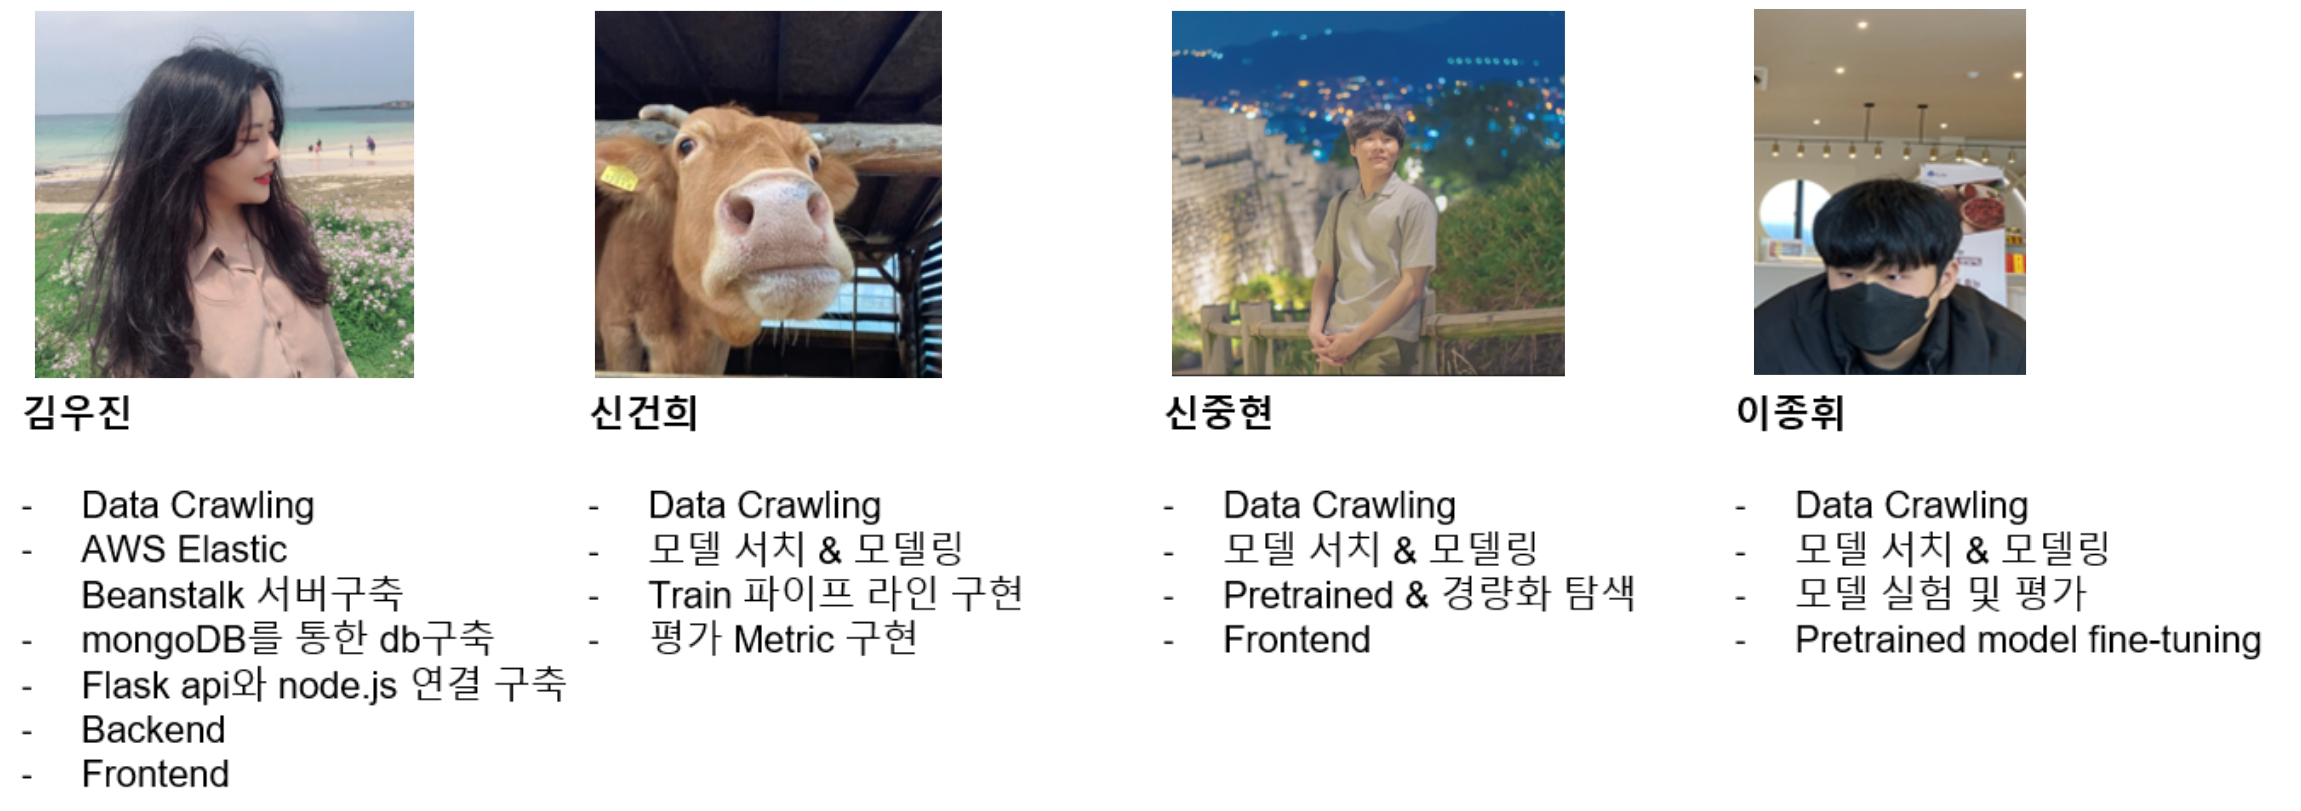 김우진
- Data Crawling
- AWS Elastic
Beanstalk 서버구축
- mongoDB를 통한 db구축
- Flask api와 node.js 연결 구축
- Backend
- Frontend
신건희
- Data Crawling
- 모델 서치 & 모델링
- Train 파이프 라인 구현
- 평가 Metric 구현
신중현
- Data Crawling
- 모델 서치 & 모델링
- Pretrained & 경량화 탐색
- Frontend
이종휘
- Data Crawling
- 모델 서치 & 모델링
- 모델 실험 및 평가
- Pretrained model fine-tuning